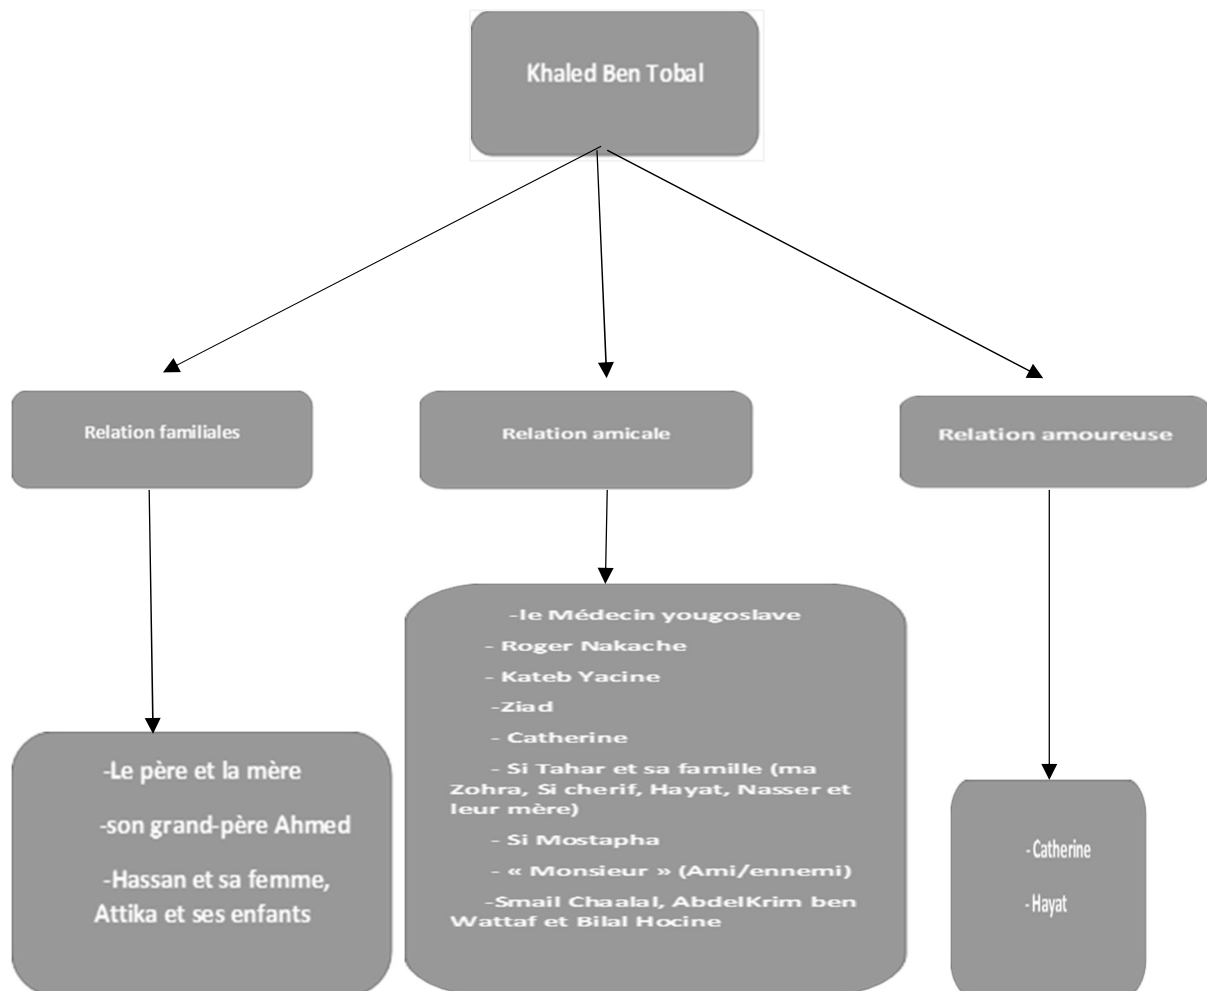 Khaled Ben Tobal
Relation familiales
Relation amicale
Relation amoureuse
-Le père et la mère
-son grand-père Ahmed
-Hassan et sa femme,
Attika et ses enfants
-le Médecin yougoslave
- Roger Nakache
- Kateb Yacine
-Ziad
- Catherine
- Si Tahar et sa famille (ma
Zohra, Si cherif, Hayat, Nasser et
leur mère)
- Si Mostapha
- « Monsieur » (Ami/ennemi)
-Smail Chaalal, AbdelKrim ben
Wattaf et Bilal Hocine
- Catherine
- Hayat